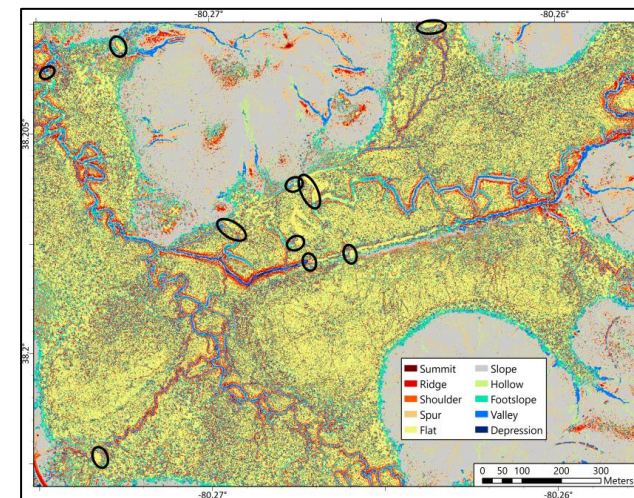 -80.27° -80.26°
38.205°
38.2°
Summit Slope
Ridge Hollow
Shoulder Footslope
Spur Valley
Flat Depression
0 50 100 200 300
Meters
-80.27° -80.26°